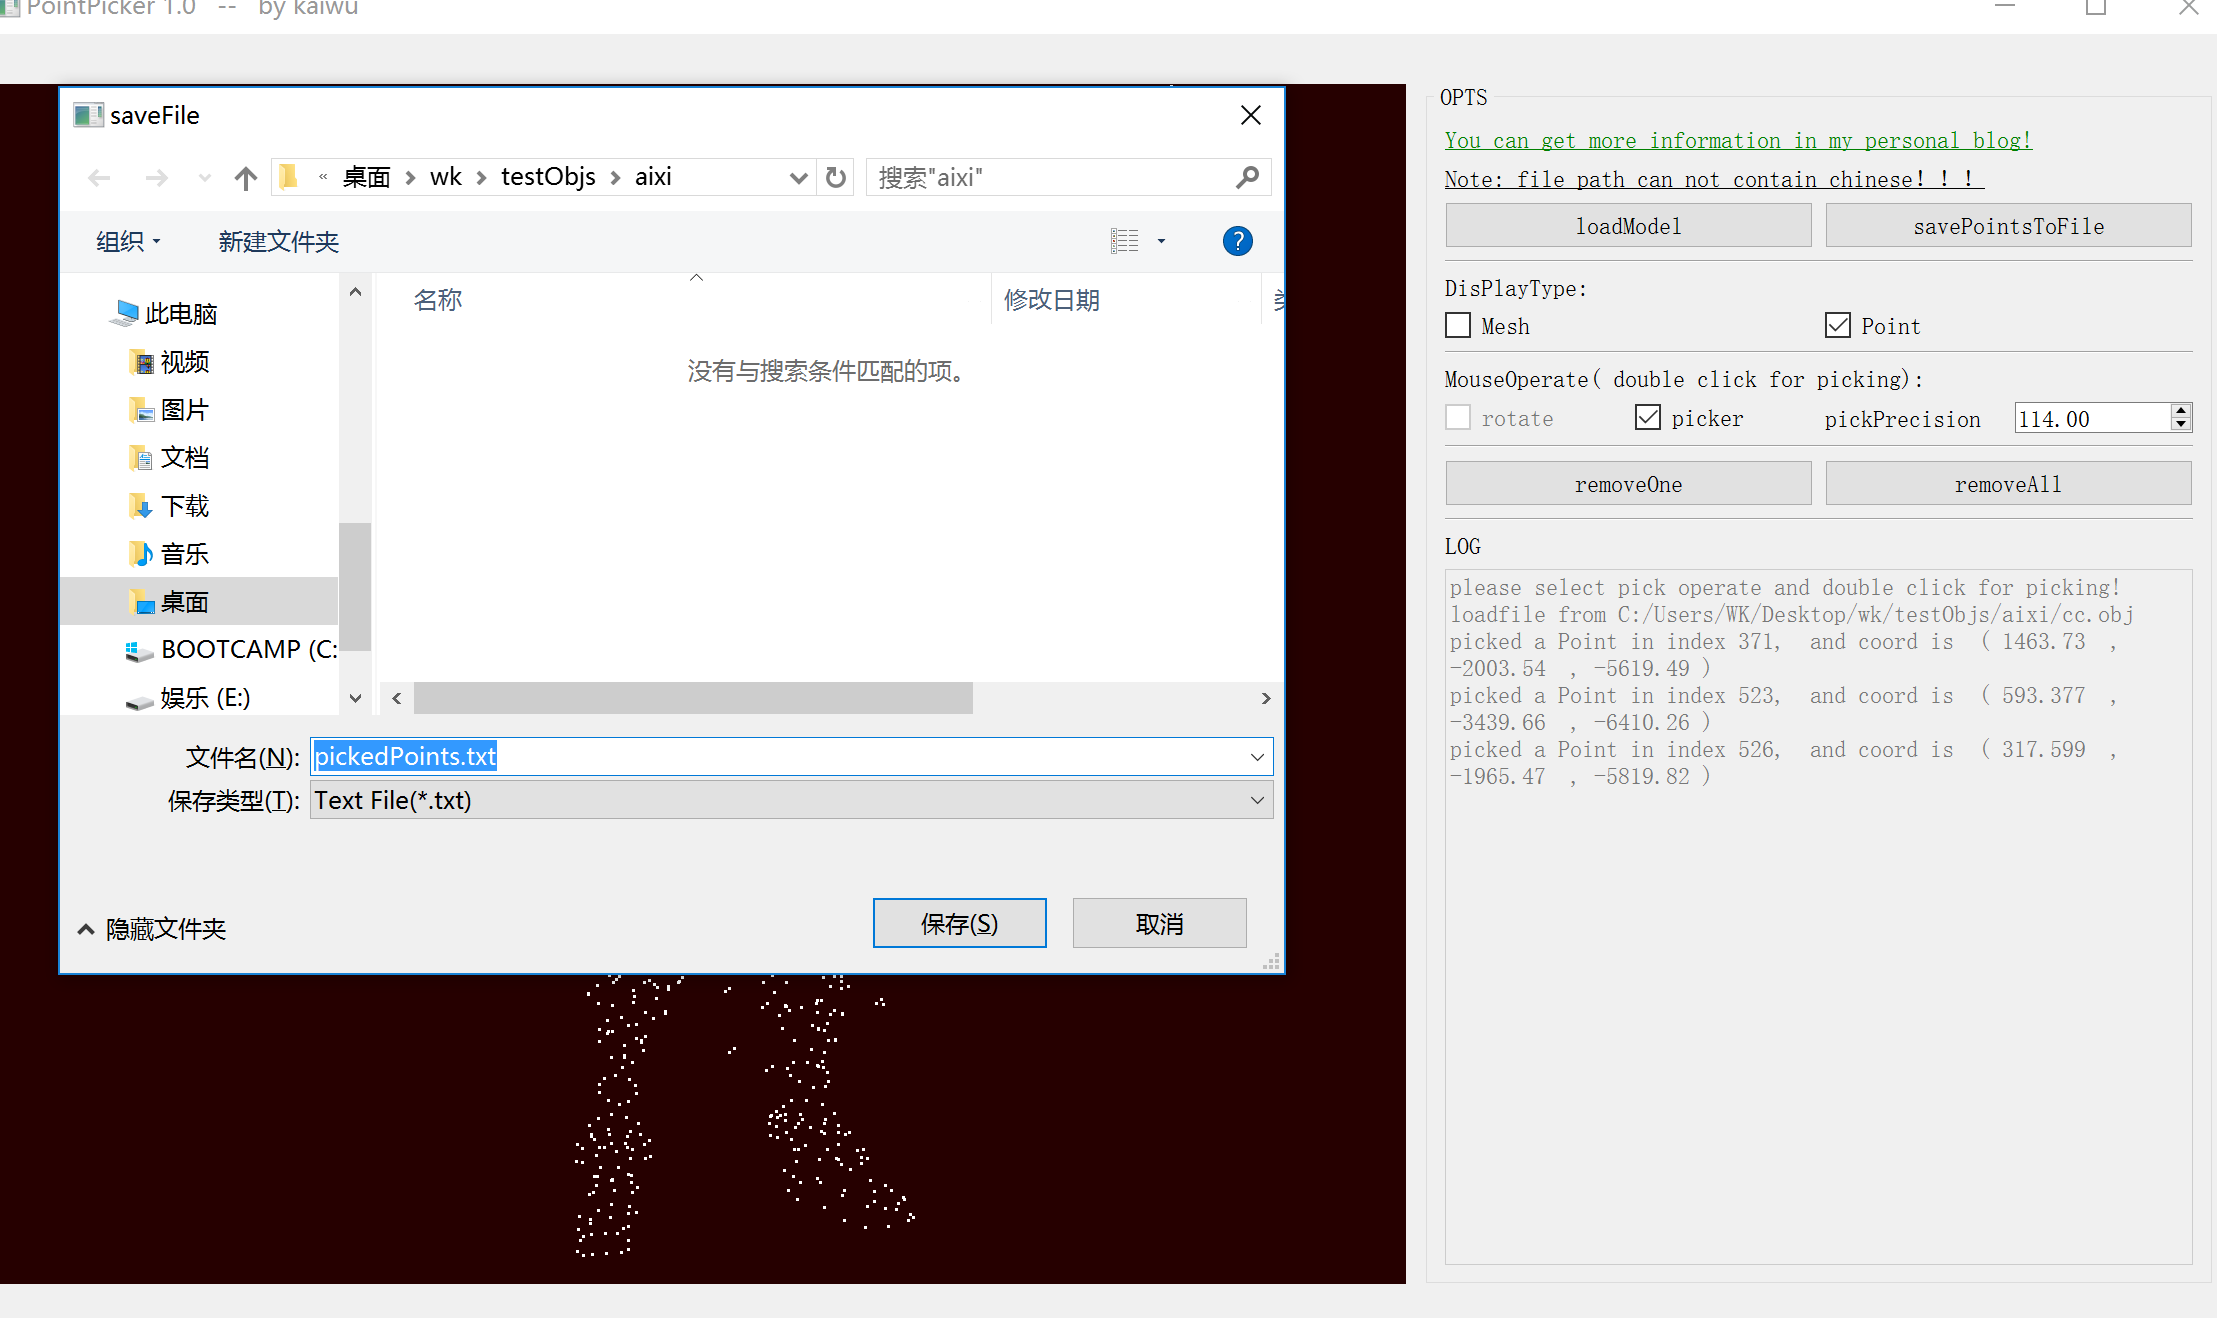 PointPicker 1.0 -- by kaiwu
saveFile
« 桌面 > wk > testObjs > aixi
搜索"aixi"
组织
新建文件夹
?
名称
修改日期
没有与搜索条件匹配的项。
此电脑
视频
图片
文档
下载
音乐
桌面
BOOTCAMP (C:
娱乐 (E:)
文件名(N): pickedPoints.txt
保存类型(T): Text File(*.txt)
隐藏文件夹
保存(S)
取消
OPTS
You can get more information in my personal blog!
Note: file path can not contain chinese！！！
loadModel
savePointsToFile
DisPlayType:
Mesh
Point
MouseOperate( double click for picking):
rotate
picker
pickPrecision
114.00
removeOne
removeAll
LOG
please select pick operate and double click for picking!
loadfile from C:/Users/WK/Desktop/wk/testObjs/aixi/cc.obj
picked a Point in index 371,  and coord is  ( 1463.73  ,
-2003.54  , -5619.49 )
picked a Point in index 523,  and coord is  ( 593.377  ,
-3439.66  , -6410.26 )
picked a Point in index 526,  and coord is  ( 317.599  ,
-1965.47  , -5819.82 )